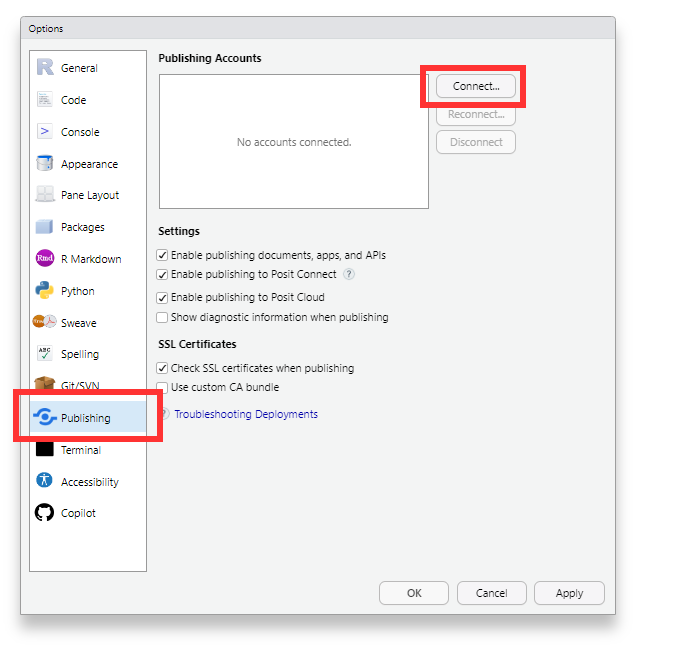 Options
General
Code
Console
Appearance
Pane Layout
Packages
Rmd
R Markdown
Python
Sweave
ABC
Spelling
Git/SVN
Publishing
Terminal
Accessibility
Copilot
Publishing Accounts
No accounts connected.
Connect...
Reconnect...
Disconnect
Settings
Enable publishing documents, apps, and APIs
Enable publishing to Posit Connect ?
Enable publishing to Posit Cloud
Show diagnostic information when publishing
SSL Certificates
Check SSL certificates when publishing
Use custom CA bundle
Troubleshooting Deployments
OK
Cancel
Apply